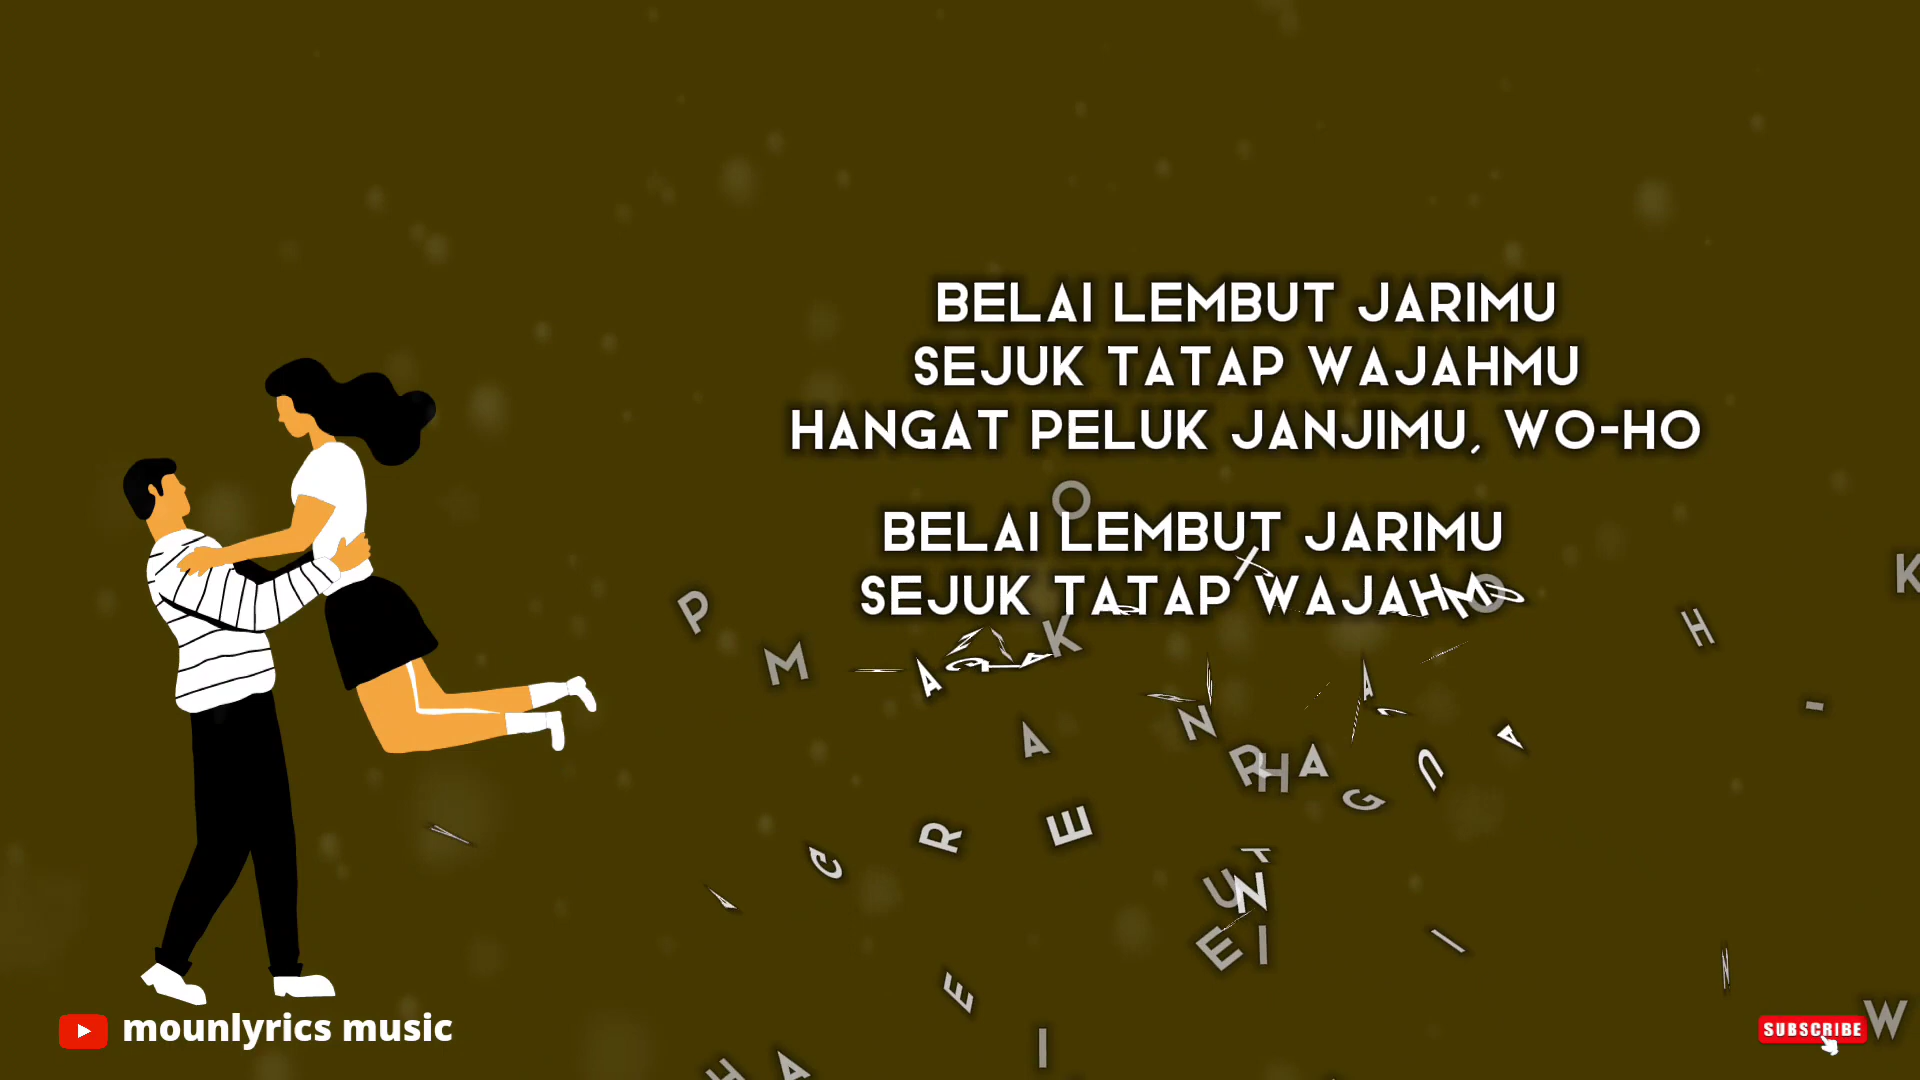 BELAI LEMBUT JARIMU
SEJUK TATAP WAJAHMU
HANGAT PELUK JANJIMU, WO-HO
BELAI LEMBUT JARIMU
SEJUK TATAP WAJAHM
mounlyrics music
SUBSCRIBE